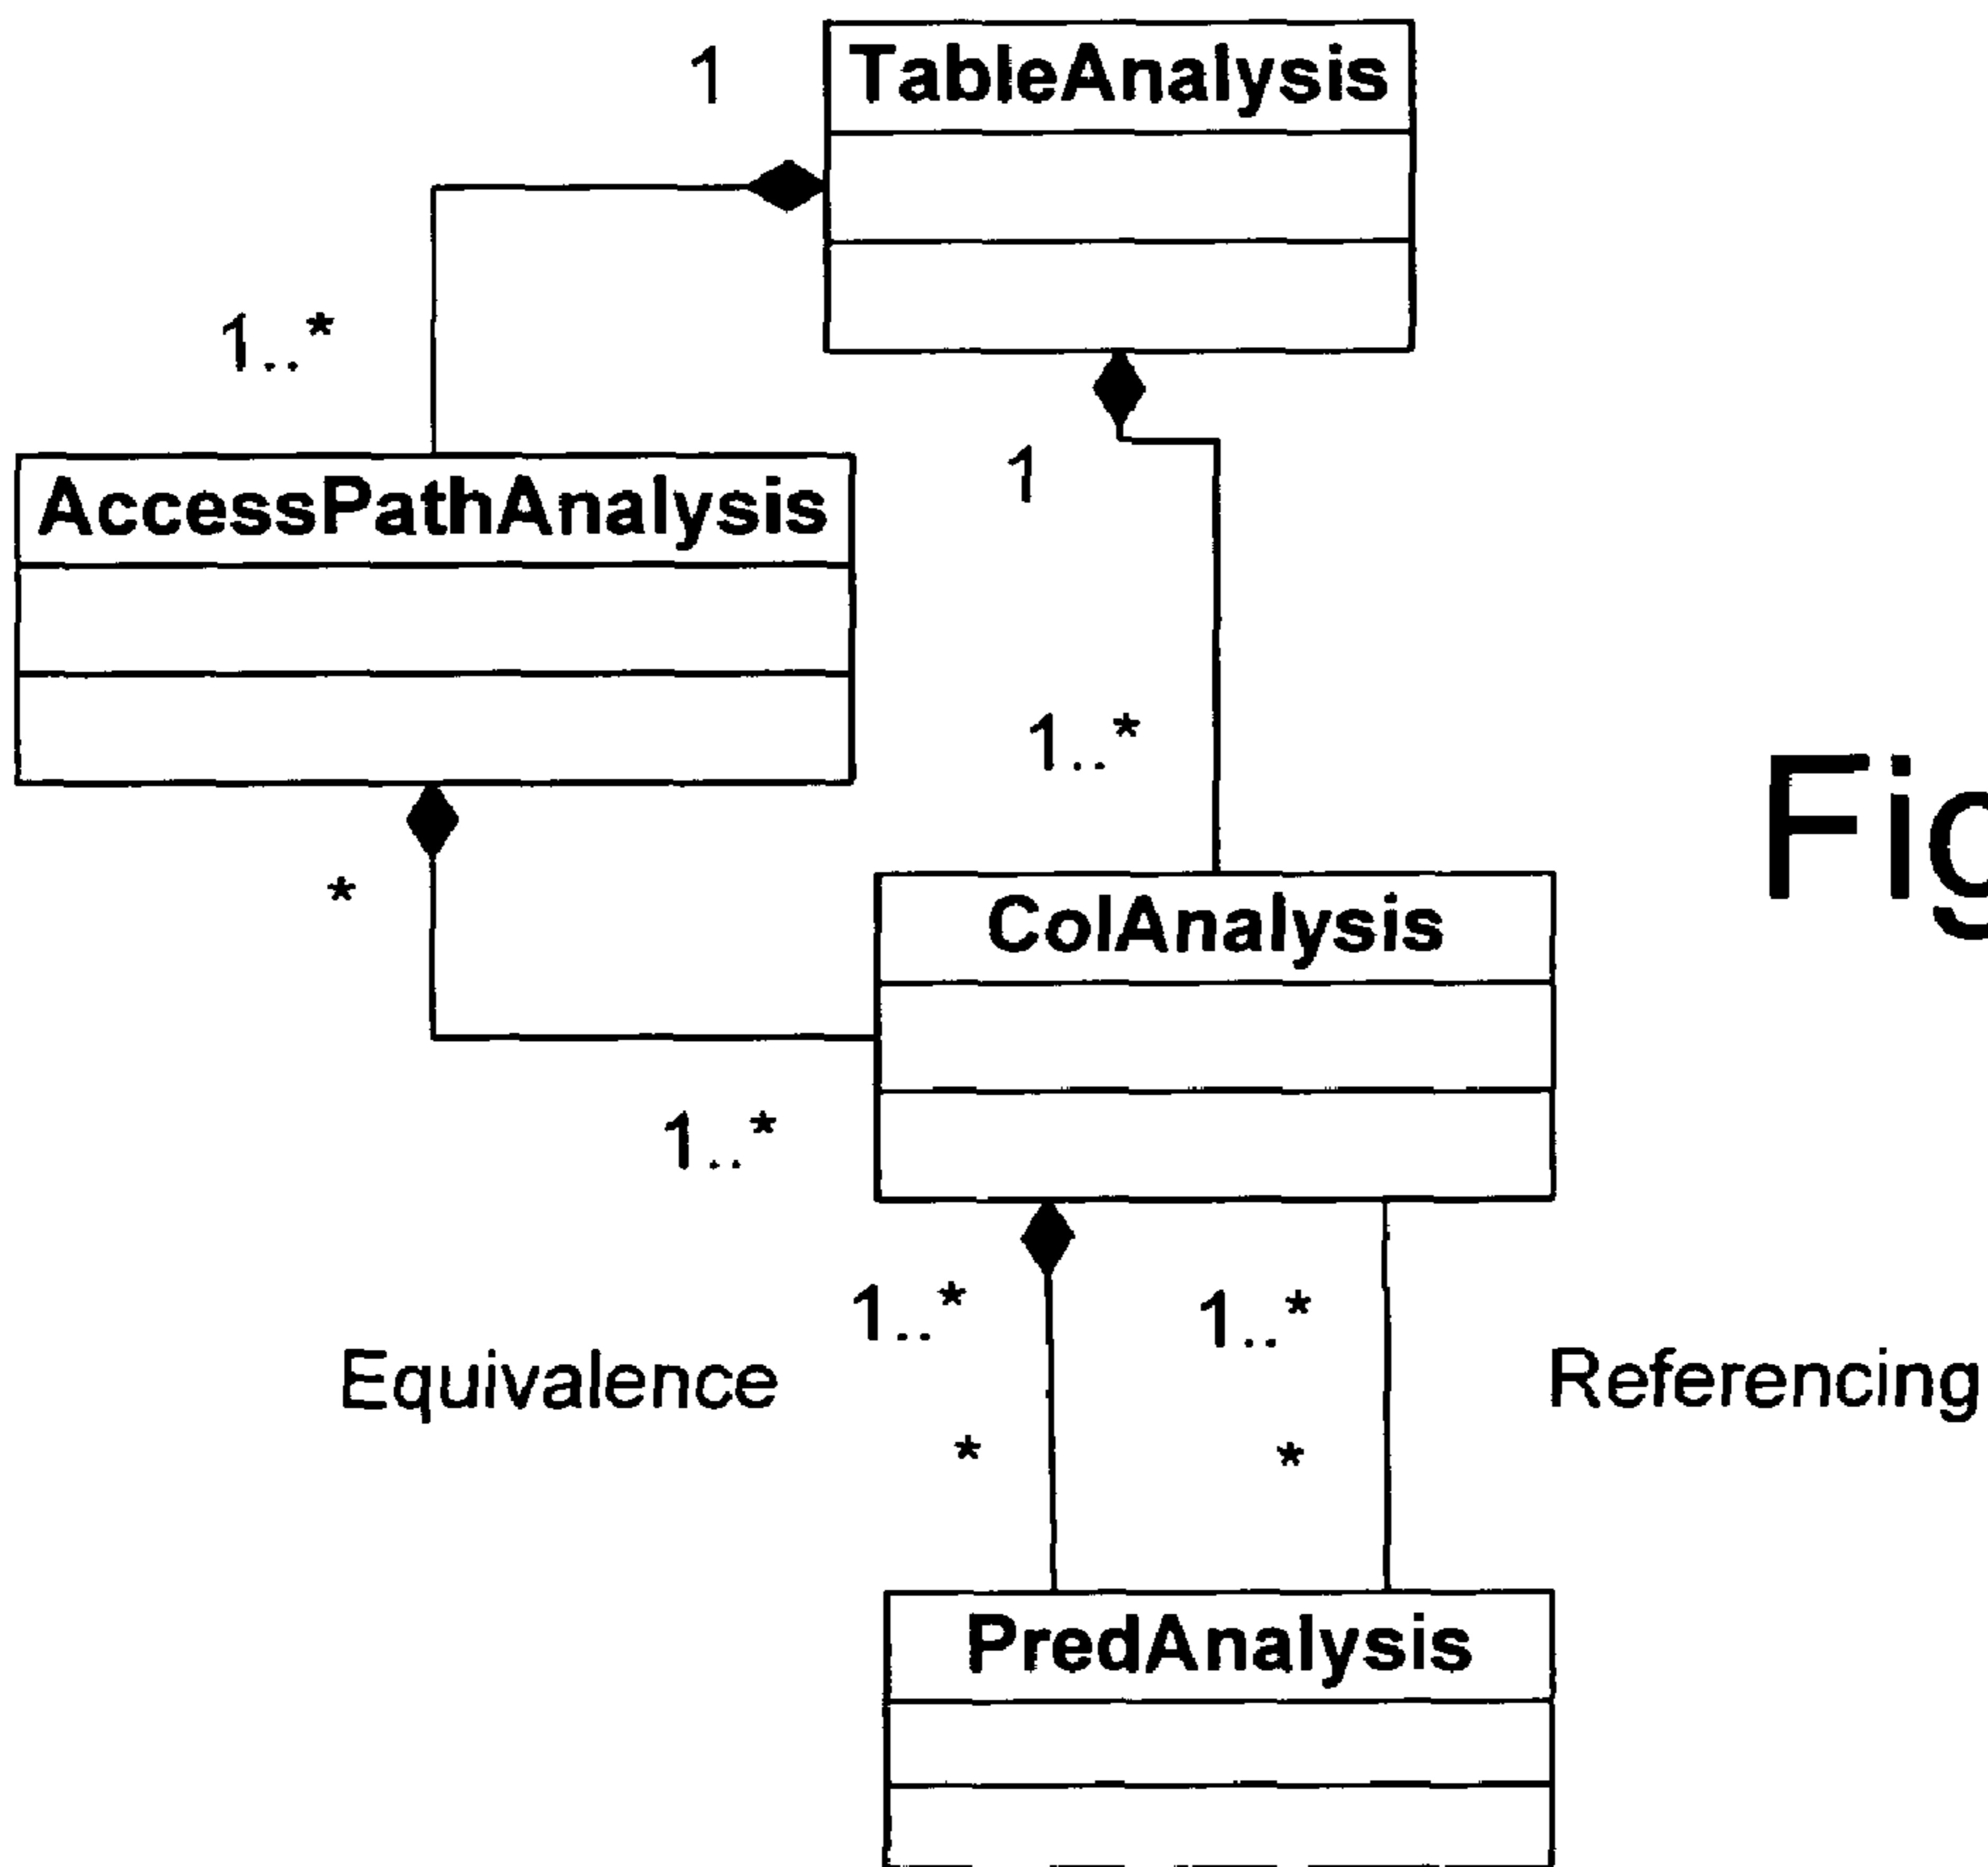 1
TableAnalysis
1..*
1
AccessPathAnalysis
1..*
Fig
*
ColAnalysis
1..*
1..*
1..*
Equivalence
Referencing
*
*
PredAnalysis